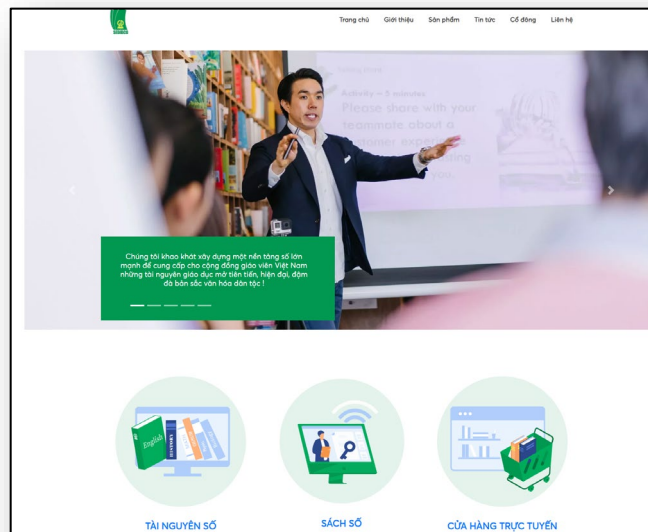 Trang chủ Giới thiệu Sản phẩm Tin tức Cổ đông Liên hệ
Activity – 5 minutes
Please share with your
teammate about a
you.
Chúng tôi khao khát xây dựng một nền tảng số lớn
mạnh để cung cấp cho cộng đồng giáo viên Việt Nam
những tài nguyên giáo dục mở tiên tiến, hiện đại, đậm
đà bản sắc văn hóa dân tộc !
English
TÀI NGUYÊN SỐ
SÁCH SỐ
CỬA HÀNG TRỰC TUYẾN